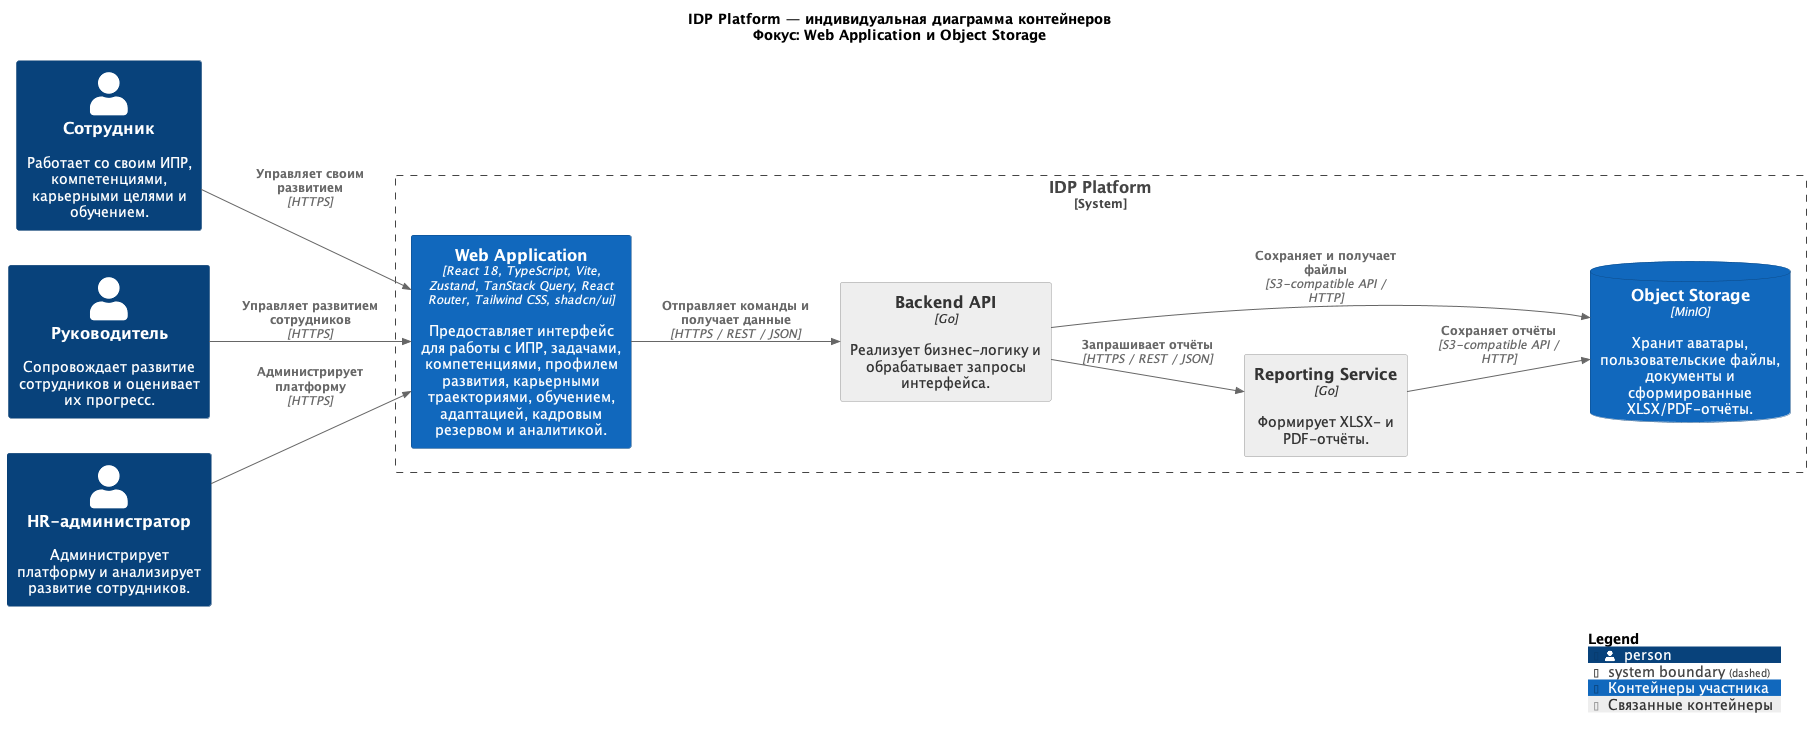 IDP Platform — индивидуальная диаграмма контейнеров
Фокус: Web Application и Object Storage
Сотрудник
Работает со своим ИПР,
компетенциями,
карьерными целями и
обучением.
Управляет своим
развитием
[HTTPS]
Руководитель
Сопровождает развитие
сотрудников и оценивает
их прогресс.
Управляет развитием
сотрудников
[HTTPS]
HR-администратор
Администрирует
платформу и анализирует
развитие сотрудников.
Администрирует
платформу
[HTTPS]
IDP Platform
[System]
Web Application
[React 18, TypeScript, Vite,
Zustand, TanStack Query, React
Router, Tailwind CSS, shadcn/ui]
Предоставляет интерфейс
для работы с ИПР, задачами,
компетенциями, профилем
развития, карьерными
траекториями, обучением,
адаптацией, кадровым
резервом и аналитикой.
Отправляет команды и
получает данные
[HTTPS / REST / JSON]
Backend API
[Go]
Реализует бизнес-логику и
обрабатывает запросы
интерфейса.
Сохраняет и получает
файлы
[S3-compatible API /
HTTP]
Запрашивает отчёты
[HTTPS / REST / JSON]
Reporting Service
[Go]
Формирует XLSX- и
PDF-отчёты.
Сохраняет отчёты
[S3-compatible API /
HTTP]
Object Storage
[MinIO]
Хранит аватары,
пользовательские файлы,
документы и
сформированные
XLSX/PDF-отчёты.
Legend
person
system boundary (dashed)
Контейнеры участника
Связанные контейнеры